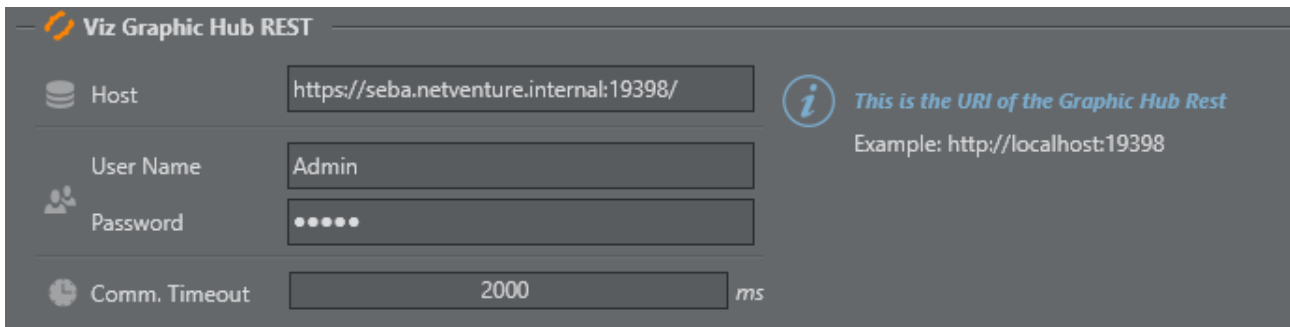 Viz Graphic Hub REST
Host https://seba.netventure.internal:19398/
This is the URI of the Graphic Hub Rest
Example: http://localhost:19398
User Name Admin
Password •••••
Comm. Timeout 2000 ms